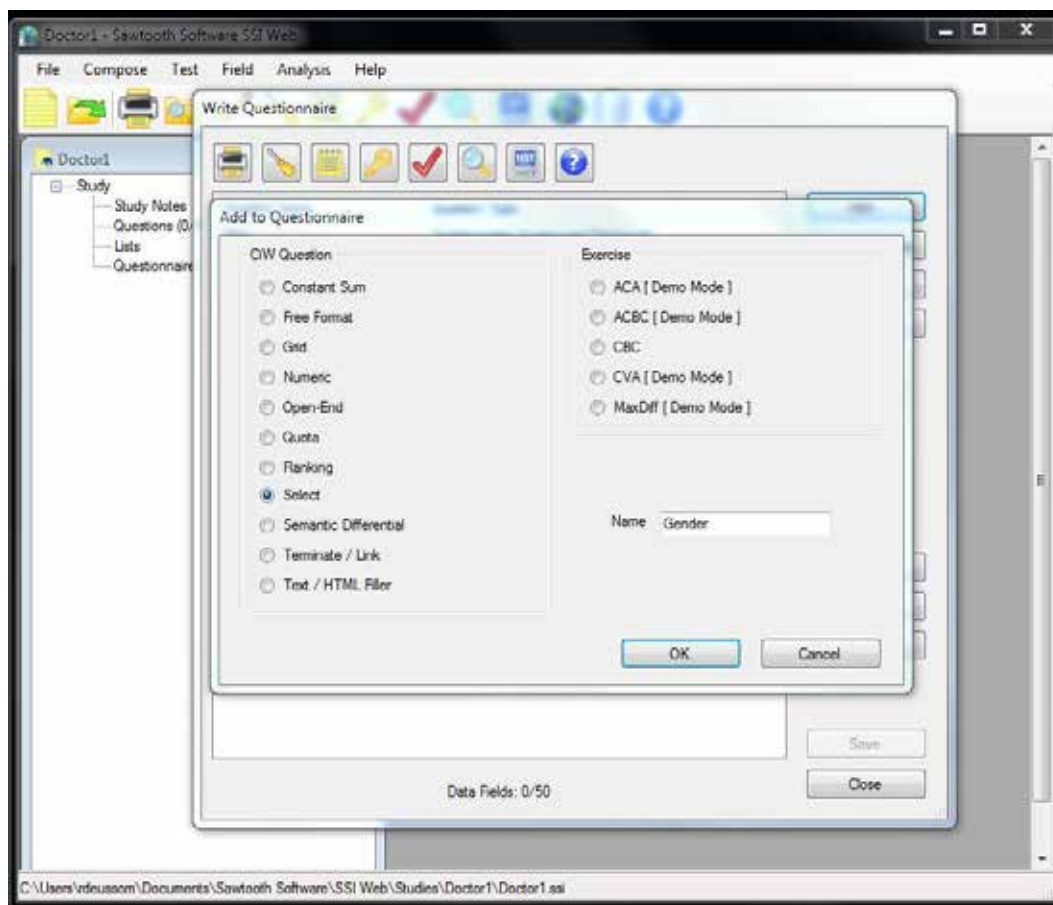 Doctor1 - Sawtooth Software SSI Web
File Compose Test Field Analysis Help
Write Questionnaire
Doctor1
Study
Study Notes
Questions (0/
Lists
Questionnaire
Add to Questionnaire
CiW Question
Constant Sum
Free Format
Grid
Numeric
Open-End
Quota
Ranking
Select
Semantic Differential
Terminate / Link
Text / HTML Filler
Exercise
ACA [ Demo Mode ]
ACBC [ Demo Mode ]
CBC
CVA [ Demo Mode ]
MaxDiff [ Demo Mode ]
Name Gender
OK Cancel
Save
Data Fields: 0/50
Close
C:\Users\rdeussom\Documents\Sawtooth Software\SSI Web\Studies\Doctor1\Doctor1.ssi